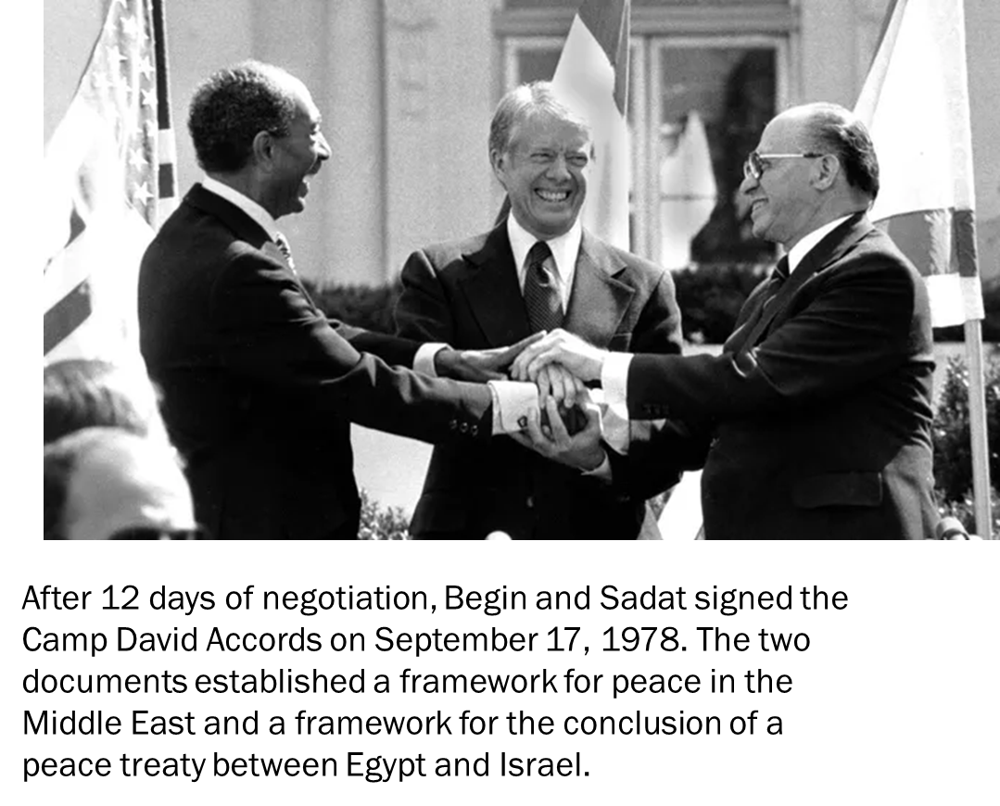 After 12 days of negotiation, Begin and Sadat signed the
Camp David Accords on September 17, 1978. The two
documents established a framework for peace in the
Middle East and a framework for the conclusion of a
peace treaty between Egypt and Israel.